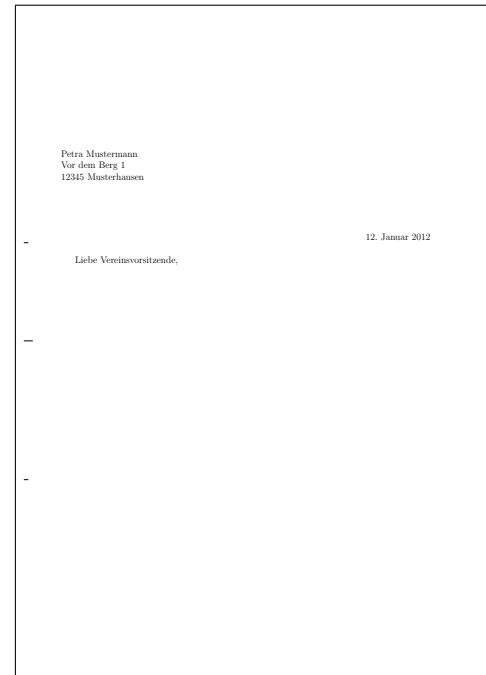 Petra Mustermann
Vor dem Berg 1
12345 Musterhausen
12. Januar 2012
Liebe Vereinsvorsitzende,